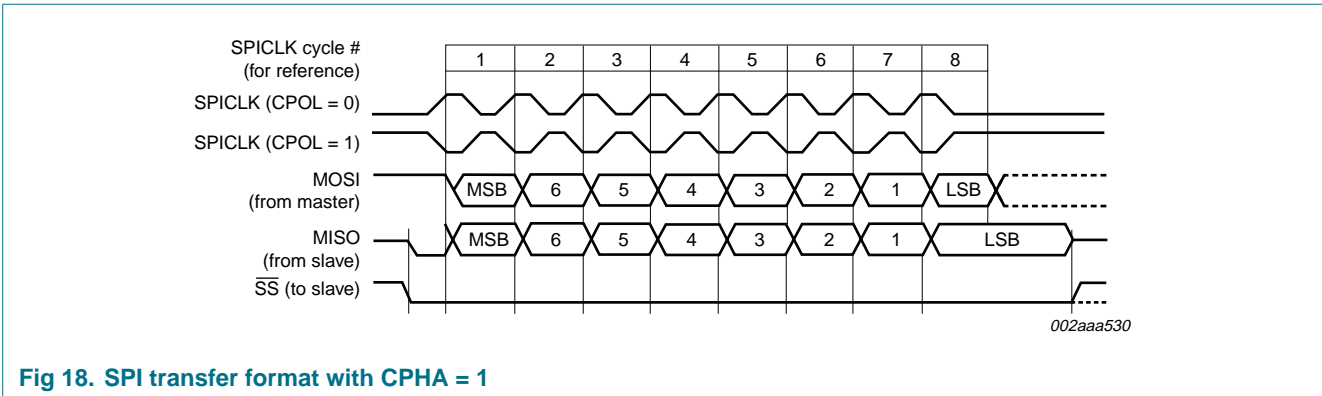 SPICLK cycle #
(for reference)
1 2 3 4 5 6 7 8
SPICLK (CPOL = 0)
SPICLK (CPOL = 1)
MOSI
(from master)
MSB 6 5 4 3 2 1 LSB
MISO
(from slave)
MSB 6 5 4 3 2 1 LSB
S̅S̅ (to slave)
002aaa530
Fig 18. SPI transfer format with CPHA = 1